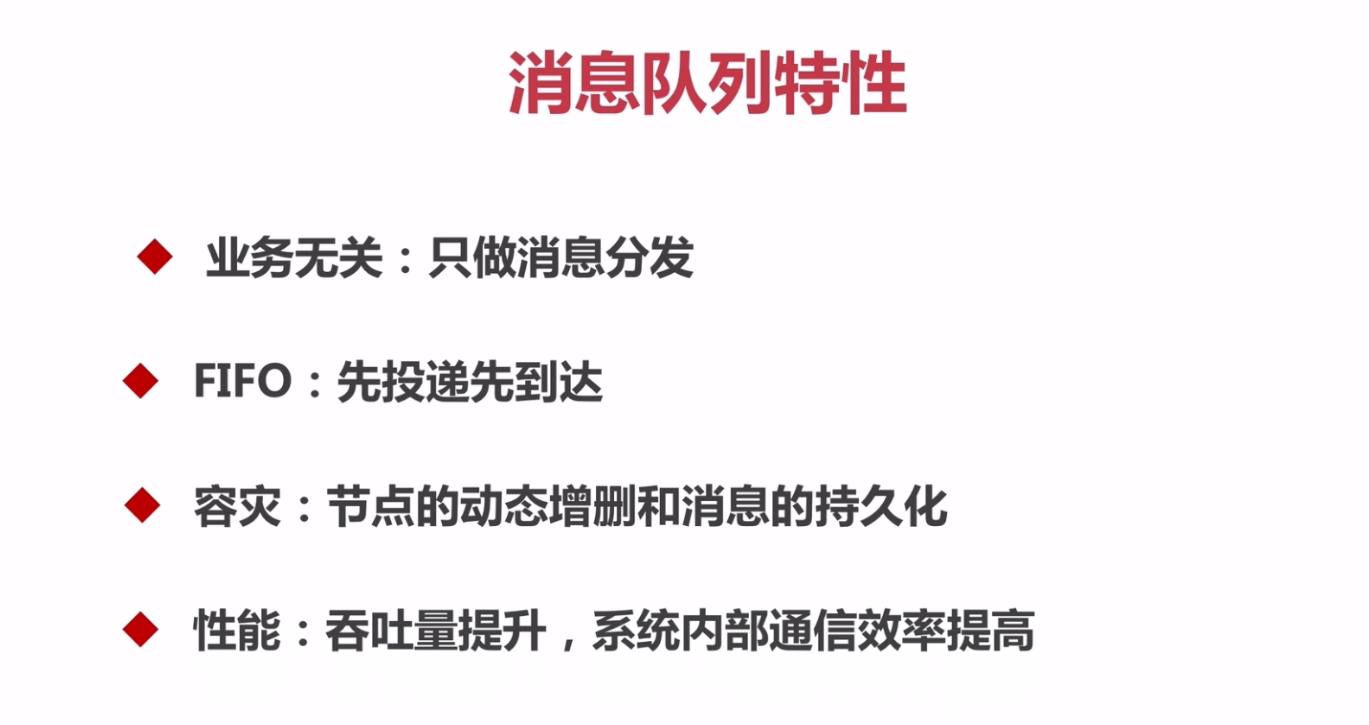 消息队列特性
业务无关：只做消息分发
FIFO：先投递先到达
容灾：节点的动态增删和消息的持久化
性能：吞吐量提升，系统内部通信效率提高